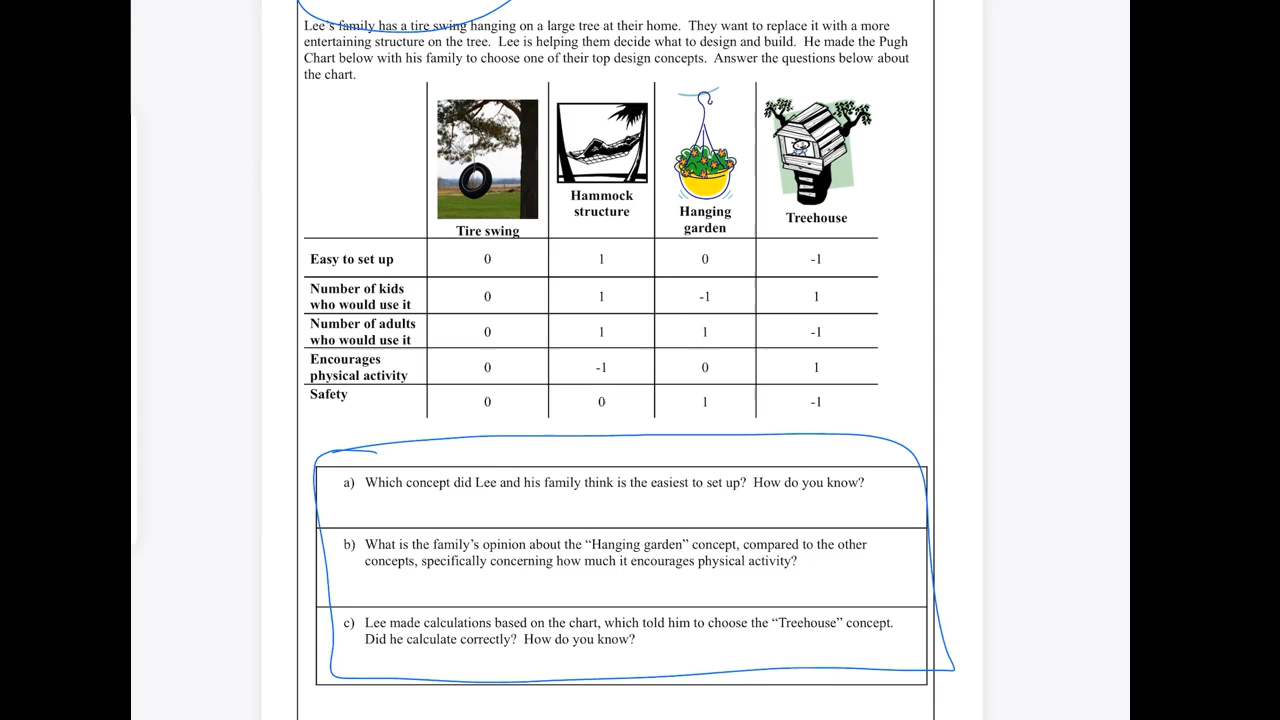 Lee's family has a tire swing hanging on a large tree at their home. They want to replace it with a more
entertaining structure on the tree. Lee is helping them decide what to design and build. He made the Pugh
Chart below with his family to choose one of their top design concepts. Answer the questions below about
the chart.
Tire swing
Hammock
structure
Hanging
garden
Treehouse
Easy to set up 0 1 0 -1
Number of kids
who would use it 0 1 -1 1
Number of adults
who would use it 0 1 1 -1
Encourages
physical activity 0 -1 0 1
Safety 0 0 1 -1
a) Which concept did Lee and his family think is the easiest to set up? How do you know?
b) What is the family's opinion about the “Hanging garden” concept, compared to the other
concepts, specifically concerning how much it encourages physical activity?
c) Lee made calculations based on the chart, which told him to choose the “Treehouse” concept.
Did he calculate correctly? How do you know?